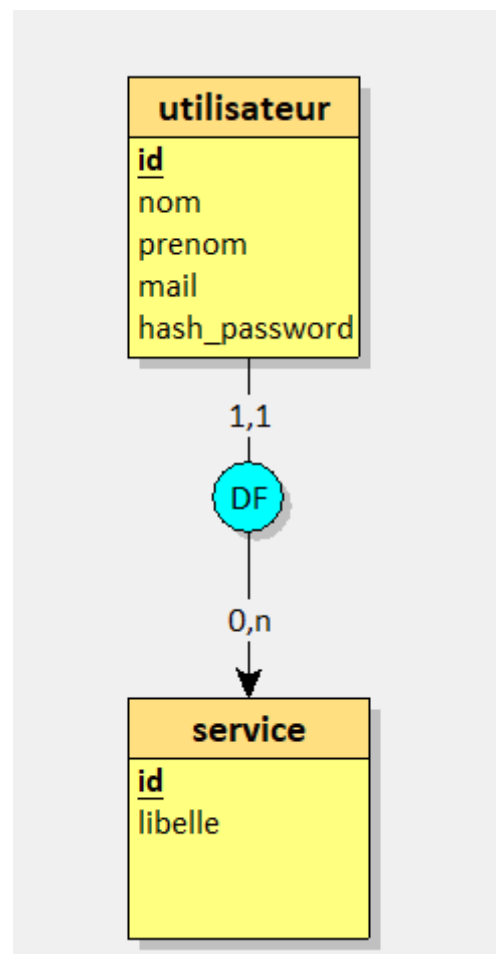 utilisateur
id
nom
prenom
mail
hash_password
1,1
DF
0,n
service
id
libelle